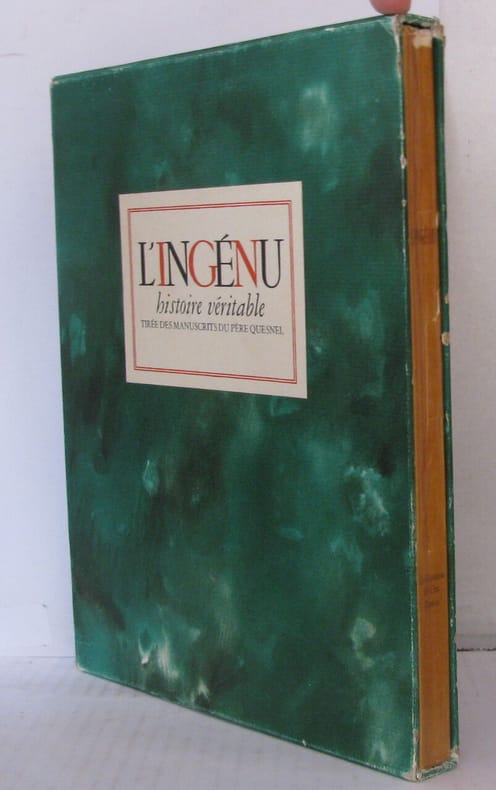 L'INGÉNU
histoire véritable
TIRÉE DES MANUSCRITS DU PÈRE QUESNEL